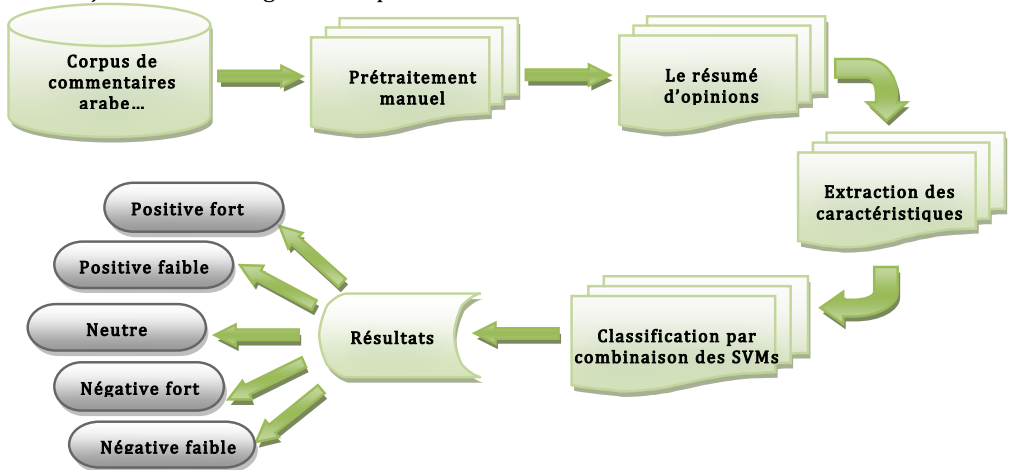 Corpus de
commentaires
arabe…
Prétraitement
manuel
Le résumé
d'opinions
Extraction des
caractéristiques
Classification par
combinaison des SVMs
Résultats
Positive fort
Positive faible
Neutre
Négative fort
Négative faible